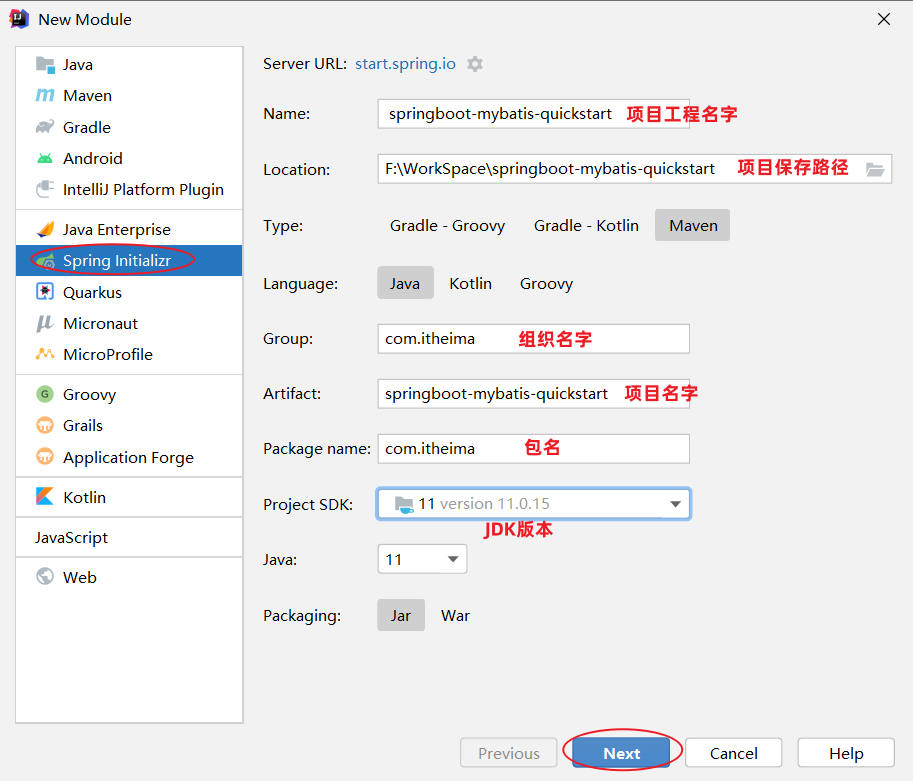 New Module
Java
Maven
Gradle
Android
IntelliJ Platform Plugin
Java Enterprise
Spring Initializr
Quarkus
Micronaut
MicroProfile
Groovy
Grails
Application Forge
Kotlin
JavaScript
Web
Server URL: start.spring.io
Name: springboot-mybatis-quickstart 项目工程名字
Location: F:\WorkSpace\springboot-mybatis-quickstart 项目保存路径
Type: Gradle - Groovy Gradle - Kotlin Maven
Language: Java Kotlin Groovy
Group: com.itheima 组织名字
Artifact: springboot-mybatis-quickstart 项目名字
Package name: com.itheima 包名
Project SDK: 11 version 11.0.15
JDK版本
Java: 11
Packaging: Jar War
Previous Next Cancel Help